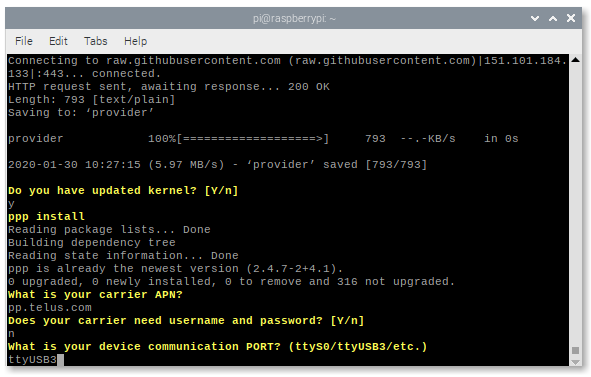 pi@raspberrypi: ~
File Edit Tabs Help
Connecting to raw.githubusercontent.com (raw.githubusercontent.com)|151.101.184.
133|:443... connected.
HTTP request sent, awaiting response... 200 OK
Length: 793 [text/plain]
Saving to: ‘provider’
provider 100%[===================>] 793 --.-KB/s in 0s
2020-01-30 10:27:15 (5.97 MB/s) - ‘provider’ saved [793/793]
Do you have updated kernel? [Y/n]
y
ppp install
Reading package lists... Done
Building dependency tree
Reading state information... Done
ppp is already the newest version (2.4.7-2+4.1).
0 upgraded, 0 newly installed, 0 to remove and 316 not upgraded.
What is your carrier APN?
pp.telus.com
Does your carrier need username and password? [Y/n]
n
What is your device communication PORT? (ttyS0/ttyUSB3/etc.)
ttyUSB3